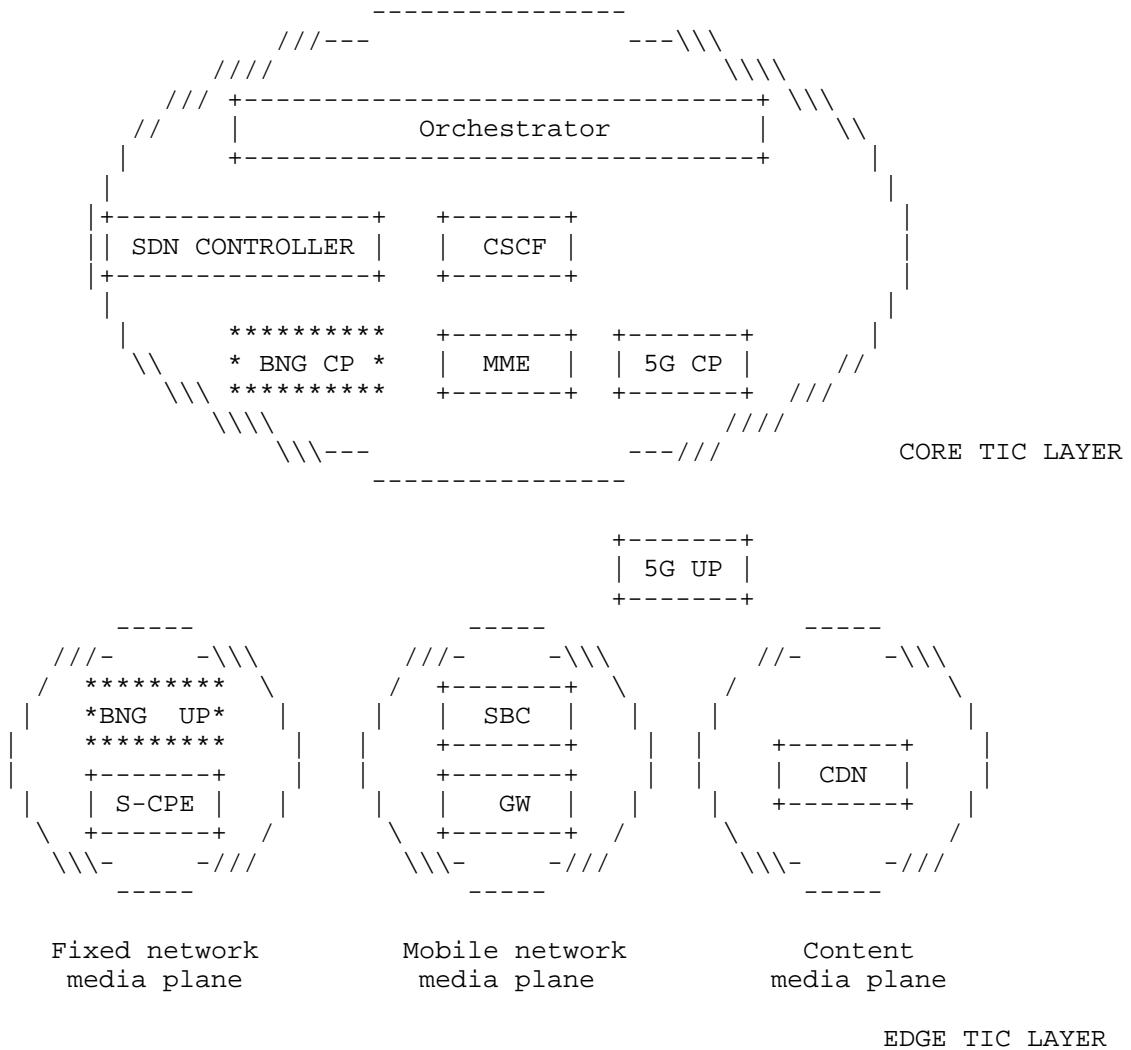 Orchestrator
SDN CONTROLLER CSCF
BNG CP MME 5G CP
CORE TIC LAYER
5G UP
BNG UP SBC
CDN
S-CPE GW
Fixed network Mobile network Content
media plane media plane media plane
EDGE TIC LAYER